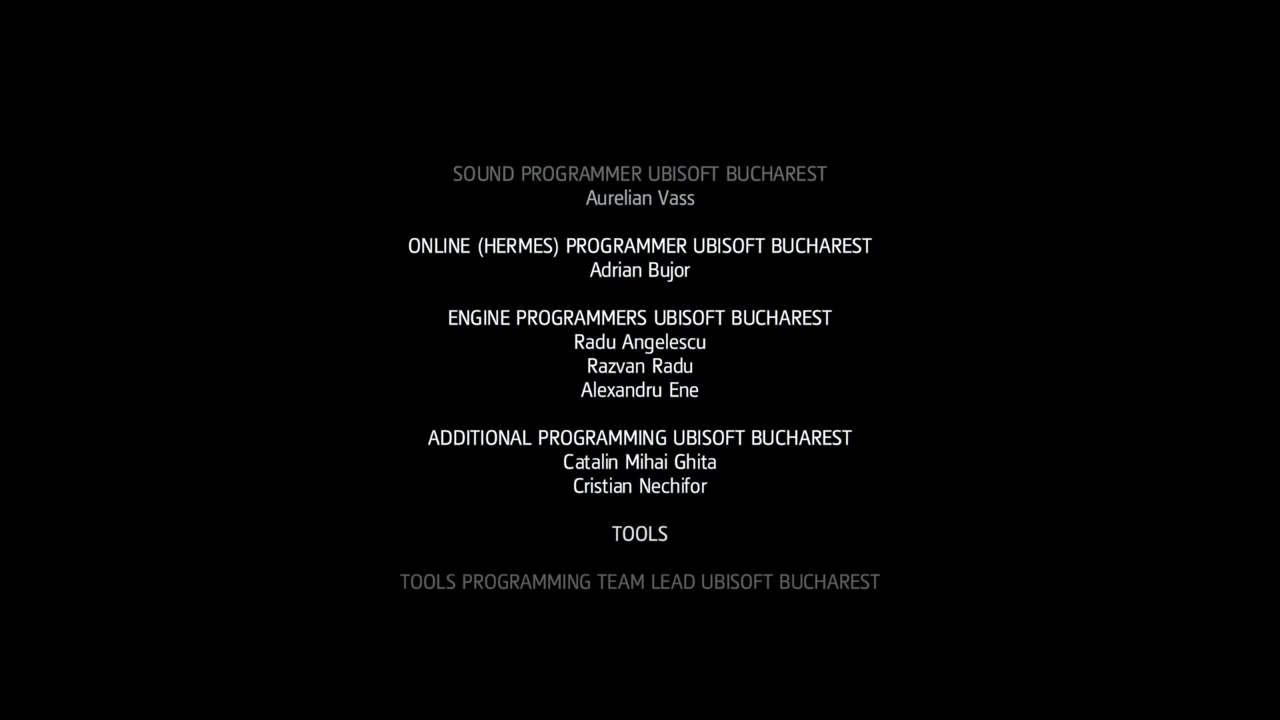 SOUND PROGRAMMER UBISOFT BUCHAREST
Aurelian Vass
ONLINE (HERMES) PROGRAMMER UBISOFT BUCHAREST
Adrian Bujor
ENGINE PROGRAMMERS UBISOFT BUCHAREST
Radu Angelescu
Razvan Radu
Alexandru Ene
ADDITIONAL PROGRAMMING UBISOFT BUCHAREST
Catalin Mihai Ghita
Cristian Nechifor
TOOLS
TOOLS PROGRAMMING TEAM LEAD UBISOFT BUCHAREST